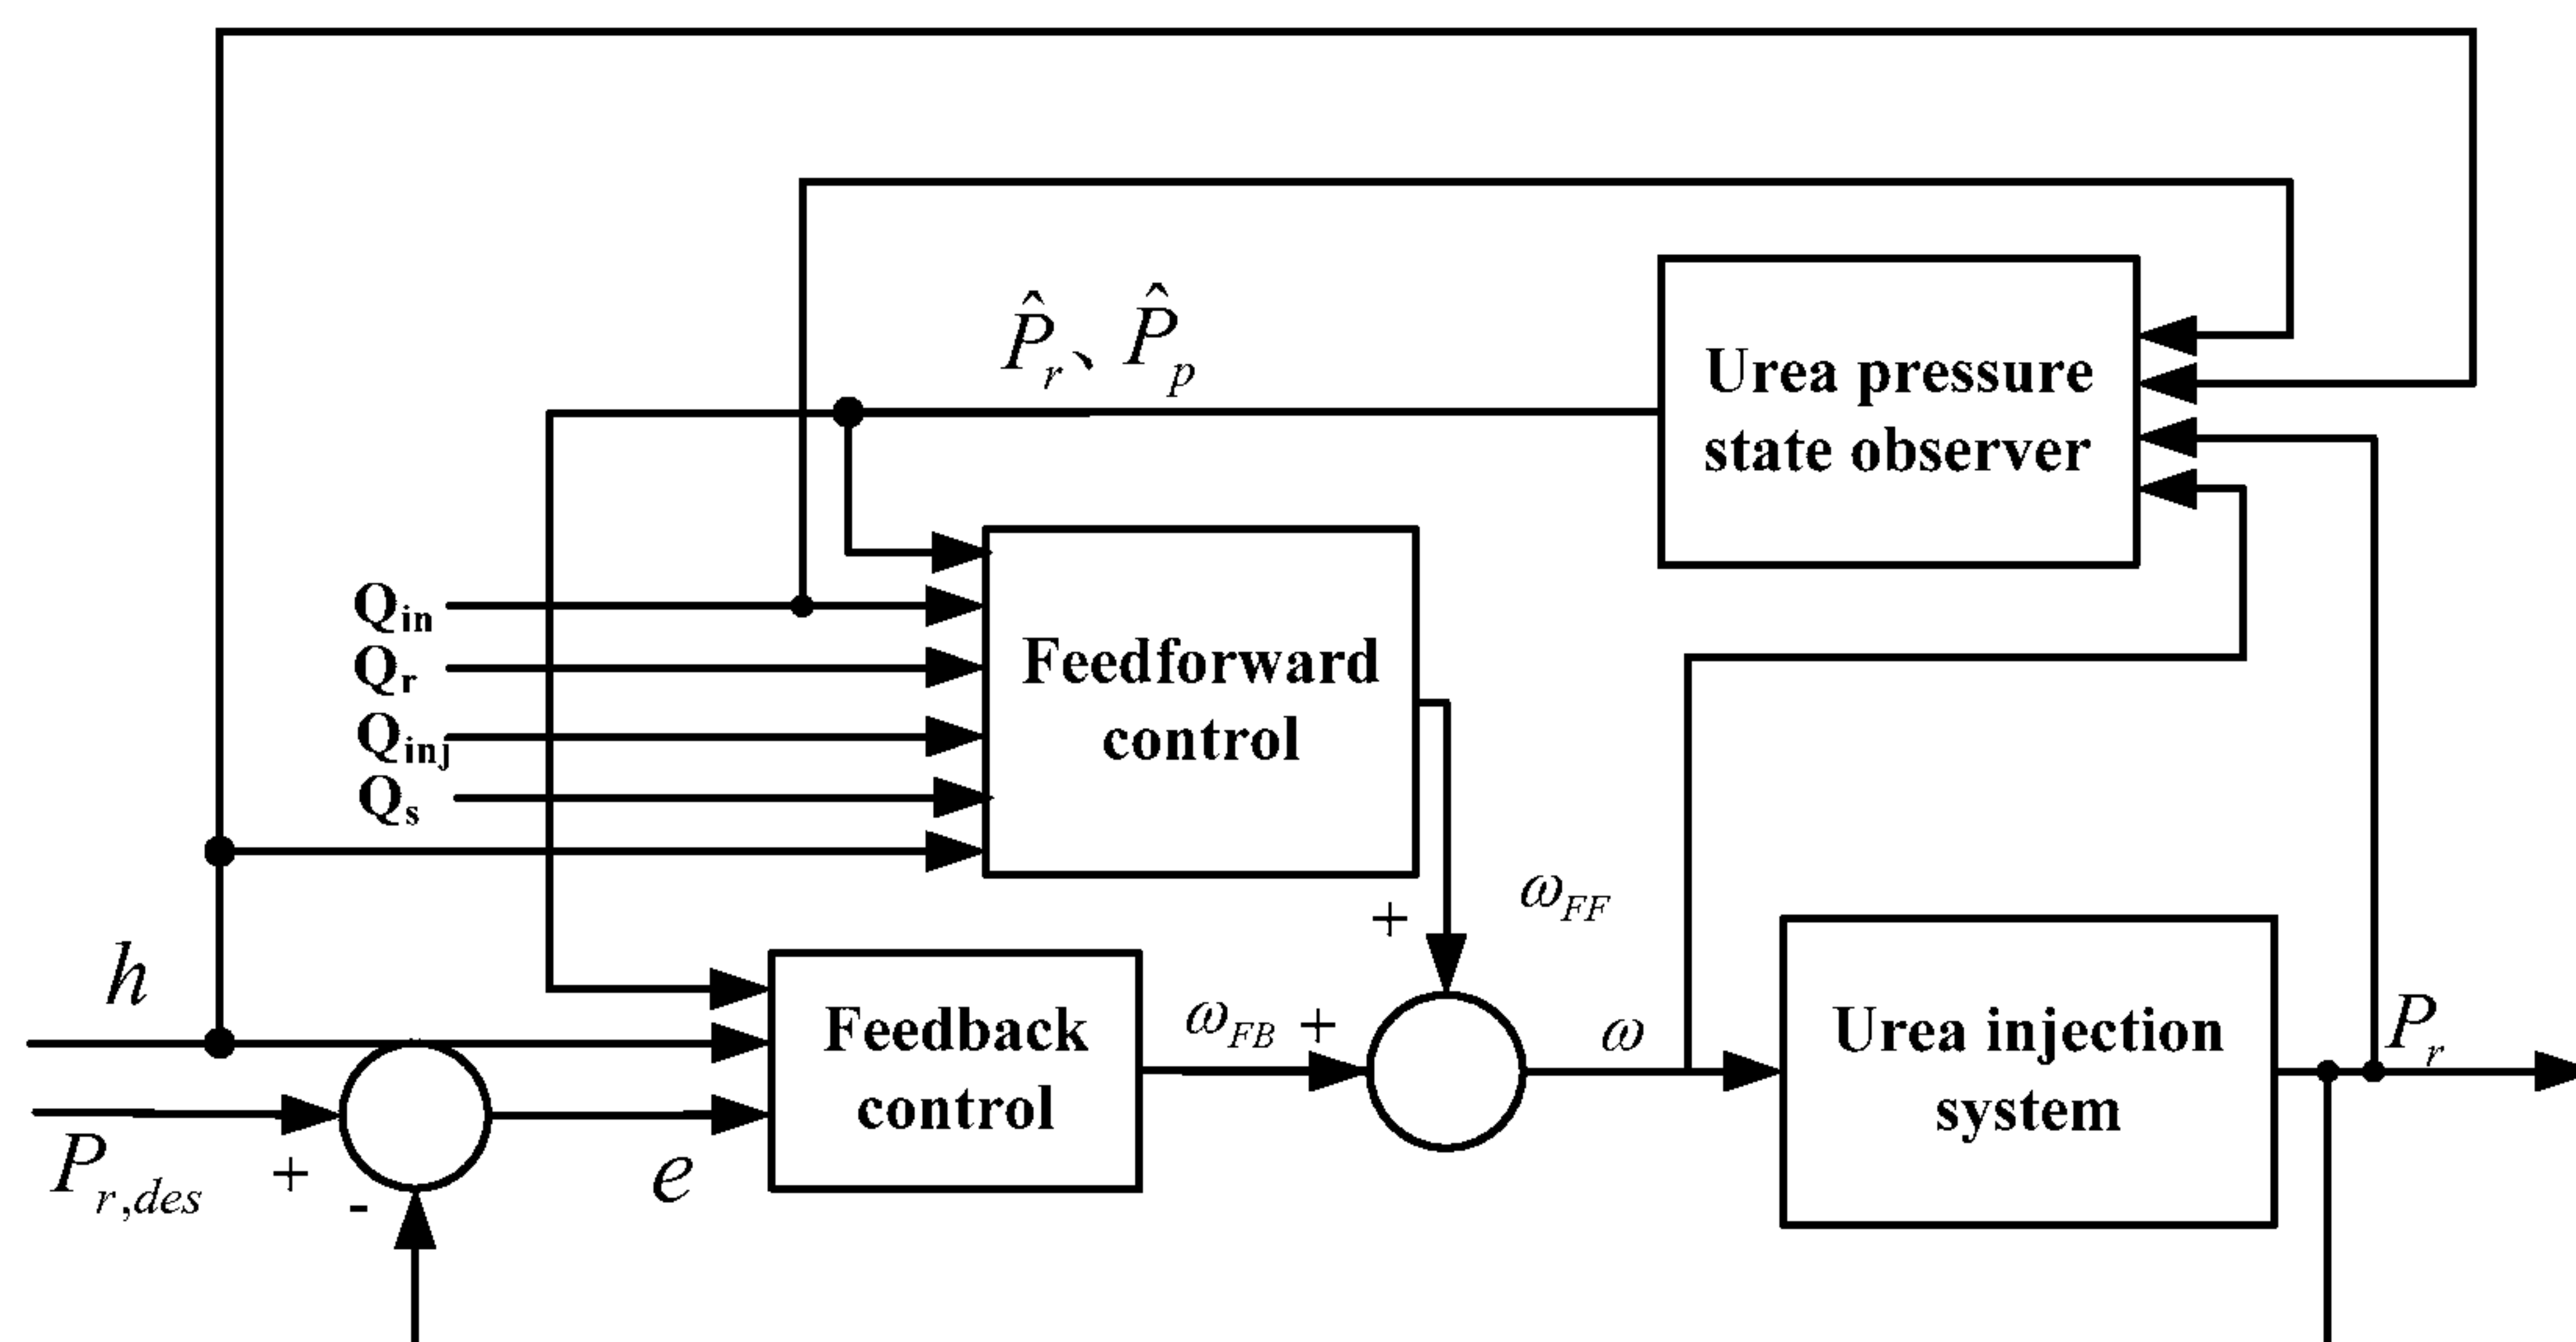 P̂r、P̂p
Urea pressure
state observer
Qin
Qr
Qinj
Qs
Feedforward
control
+
ωFF
h
Feedback
control
ωFB +
ω
Urea injection
system
Pr
Pr,des
+
-
e